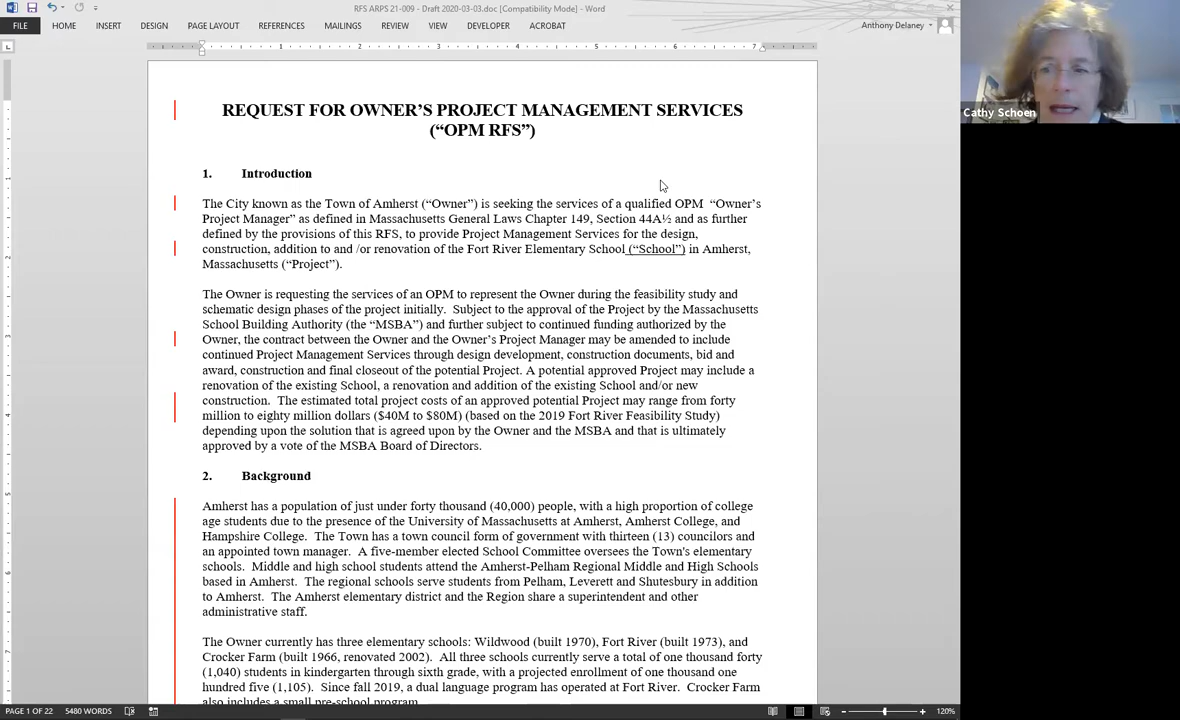 RFS ARPS 21-009 - Draft 2020-03-03.doc [Compatibility Mode] - Word
FILE HOME INSERT DESIGN PAGE LAYOUT REFERENCES MAILINGS REVIEW VIEW DEVELOPER ACROBAT Anthony Delaney
1 2 3 4 5 6 7
Cathy Schoen
REQUEST FOR OWNER'S PROJECT MANAGEMENT SERVICES
("OPM RFS")
1. Introduction
The City known as the Town of Amherst ("Owner") is seeking the services of a qualified OPM "Owner's
Project Manager" as defined in Massachusetts General Laws Chapter 149, Section 44A½ and as further
defined by the provisions of this RFS, to provide Project Management Services for the design,
construction, addition to and /or renovation of the Fort River Elementary School ("School") in Amherst,
Massachusetts ("Project").
The Owner is requesting the services of an OPM to represent the Owner during the feasibility study and
schematic design phases of the project initially. Subject to the approval of the Project by the Massachusetts
School Building Authority (the "MSBA") and further subject to continued funding authorized by the
Owner, the contract between the Owner and the Owner's Project Manager may be amended to include
continued Project Management Services through design development, construction documents, bid and
award, construction and final closeout of the potential Project. A potential approved Project may include a
renovation of the existing School, a renovation and addition of the existing School and/or new
construction. The estimated total project costs of an approved potential Project may range from forty
million to eighty million dollars ($40M to $80M) (based on the 2019 Fort River Feasibility Study)
depending upon the solution that is agreed upon by the Owner and the MSBA and that is ultimately
approved by a vote of the MSBA Board of Directors.
2. Background
Amherst has a population of just under forty thousand (40,000) people, with a high proportion of college
age students due to the presence of the University of Massachusetts at Amherst, Amherst College, and
Hampshire College. The Town has a town council form of government with thirteen (13) councilors and
an appointed town manager. A five-member elected School Committee oversees the Town's elementary
schools. Middle and high school students attend the Amherst-Pelham Regional Middle and High Schools
based in Amherst. The regional schools serve students from Pelham, Leverett and Shutesbury in addition
to Amherst. The Amherst elementary district and the Region share a superintendent and other
administrative staff.
The Owner currently has three elementary schools: Wildwood (built 1970), Fort River (built 1973), and
Crocker Farm (built 1966, renovated 2002). All three schools currently serve a total of one thousand forty
(1,040) students in kindergarten through sixth grade, with a projected enrollment of one thousand one
hundred five (1,105). Since fall 2019, a dual language program has operated at Fort River. Crocker Farm
also includes a small pre-school program.
PAGE 1 OF 22 5480 WORDS 120%